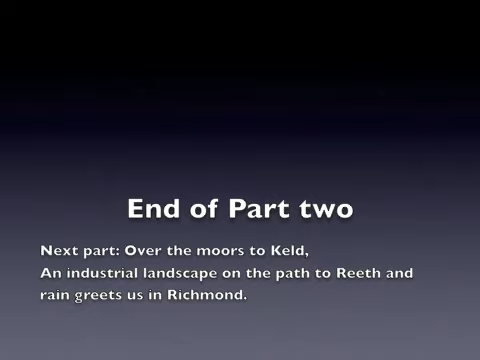 End of Part two
Next part: Over the moors to Keld,
An industrial landscape on the path to Reeth and
rain greets us in Richmond.